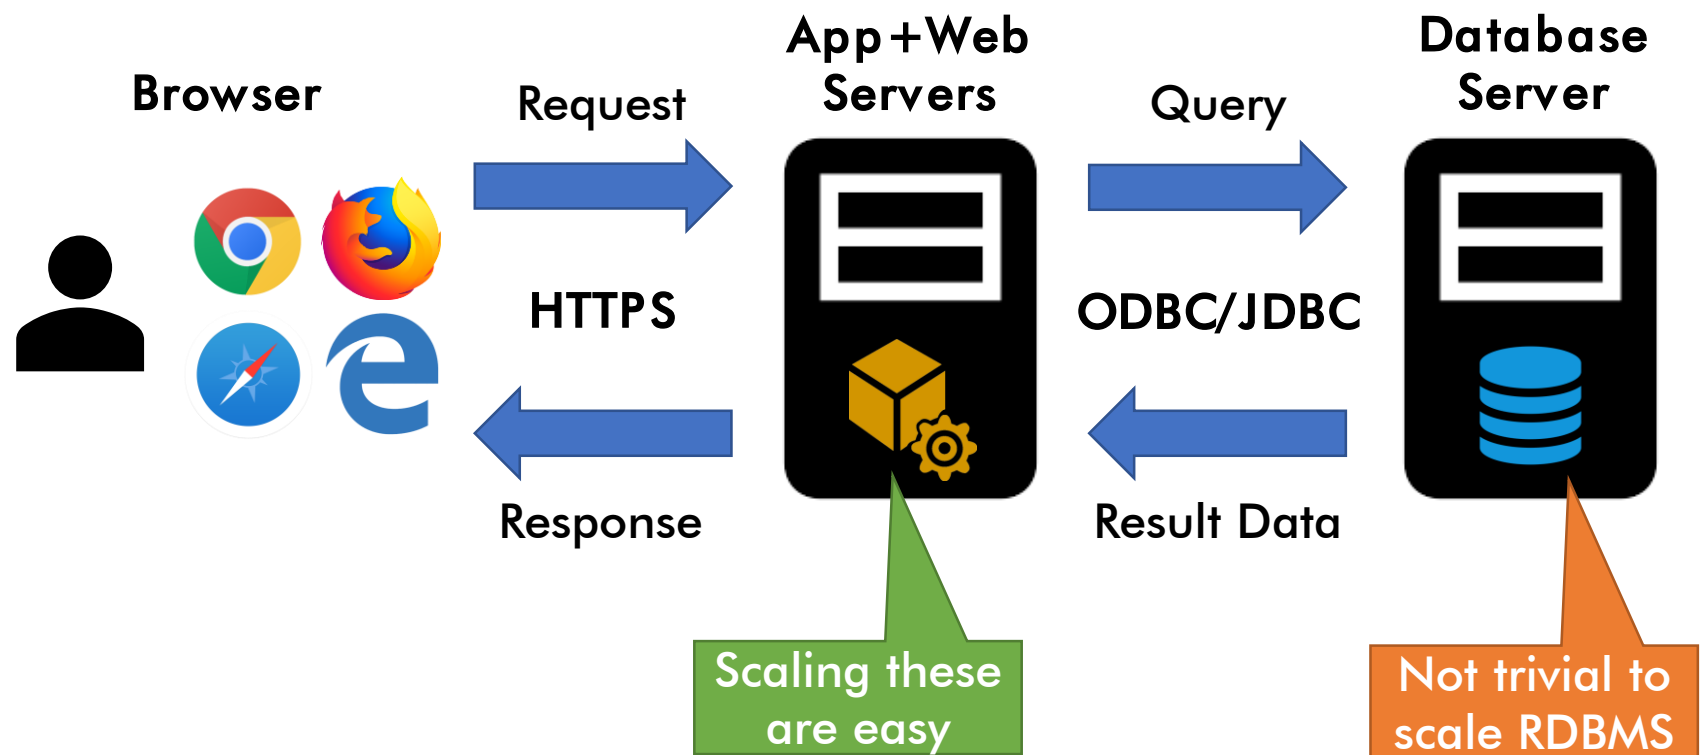 Browser
Request
App+Web
Servers
Query
Database
Server
HTTPS
ODBC/JDBC
Response
Result Data
Scaling these
are easy
Not trivial to
scale RDBMS